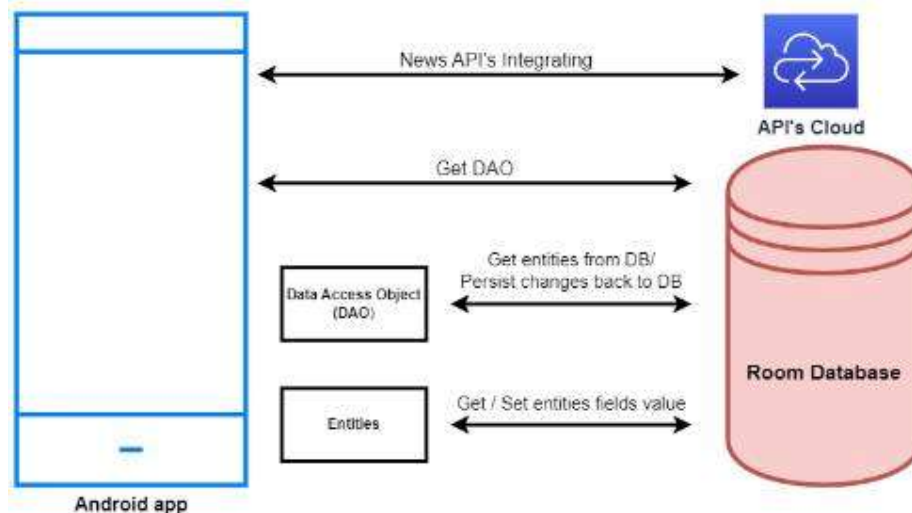 News API's Integrating
API's Cloud
Get DAO
Get entities from DB/
Persist changes back to DB
Data Access Object
(DAO)
Room Database
Get / Set entities fields value
Entities
Android app